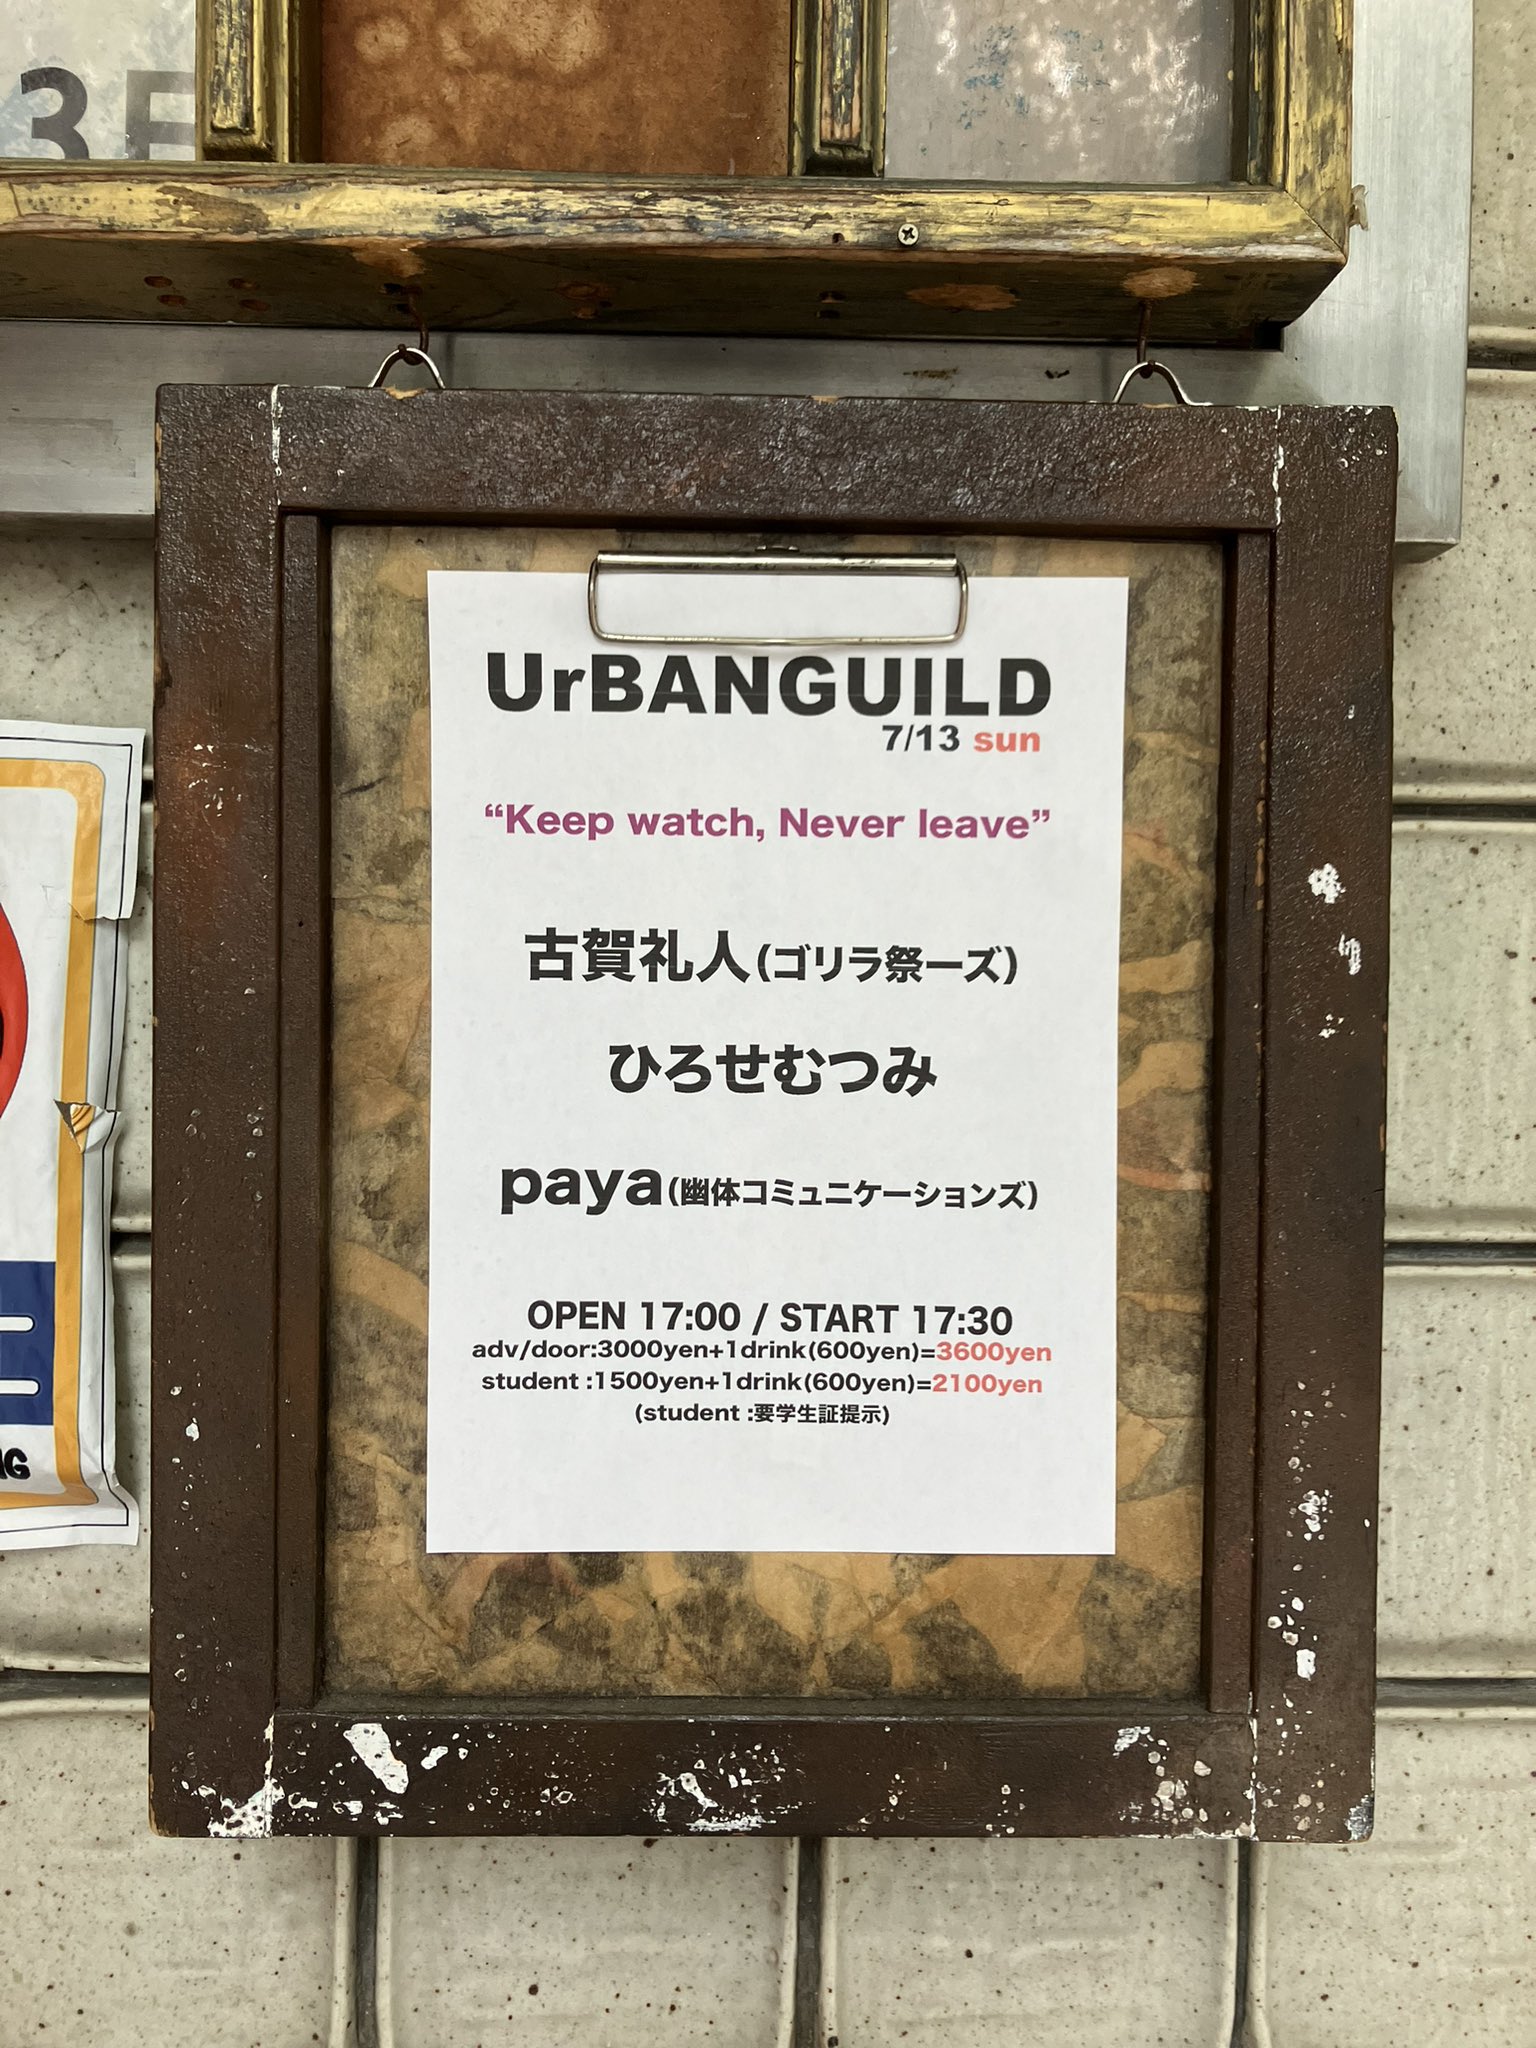 3F
UrBANGUILD
7/13 sun
“Keep watch, Never leave”
古賀礼人(ゴリラ祭ーズ)
ひろせむつみ
paya(幽体コミュニケーションズ)
OPEN 17:00 / START 17:30
adv/door:3000yen+1drink(600yen)=3600yen
student :1500yen+1drink(600yen)=2100yen
(student :要学生証提示)